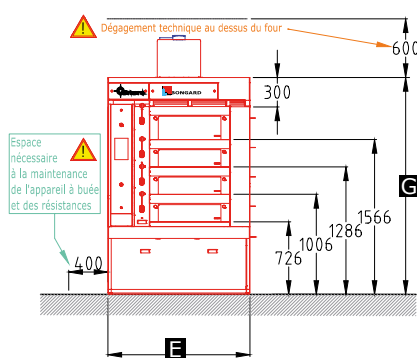 Dégagement technique au dessus du four
600
300
BONGARD
Espace
nécessaire
à la maintenance
de l'appareil à buée
et des résistances
G
1566
1286
1006
726
400
E